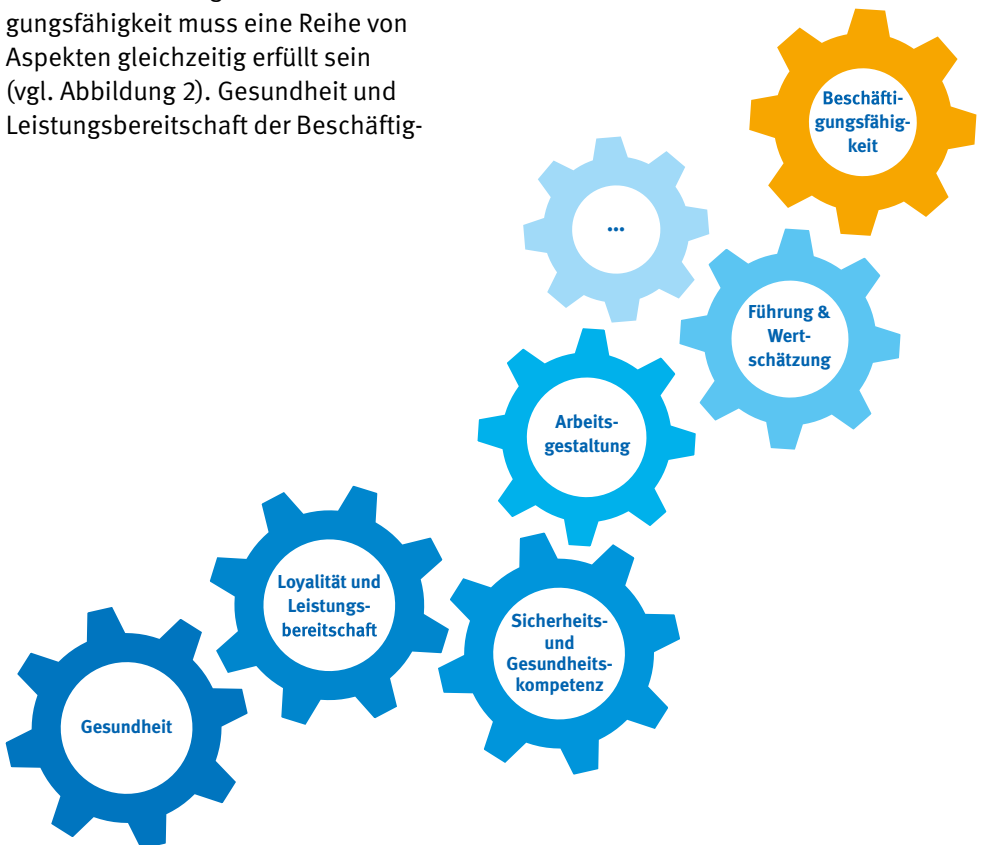 gungsfähigkeit muss eine Reihe von
Aspekten gleichzeitig erfüllt sein
(vgl. Abbildung 2). Gesundheit und
Leistungsbereitschaft der Beschäftig-
Beschäfti-
gungsfähig-
keit
...
Führung &
Wert-
schätzung
Arbeits-
gestaltung
Loyalität und
Leistungs-
bereitschaft
Sicherheits-
und
Gesundheits-
kompetenz
Gesundheit